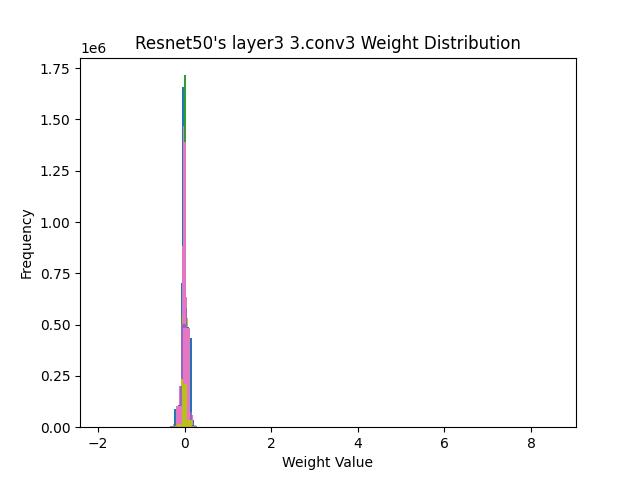 Resnet50's layer3 3.conv3 Weight Distribution
1e6
1.75
1.50
1.25
1.00
0.75
0.50
0.25
0.00
Frequency
−2 0 2 4 6 8
Weight Value